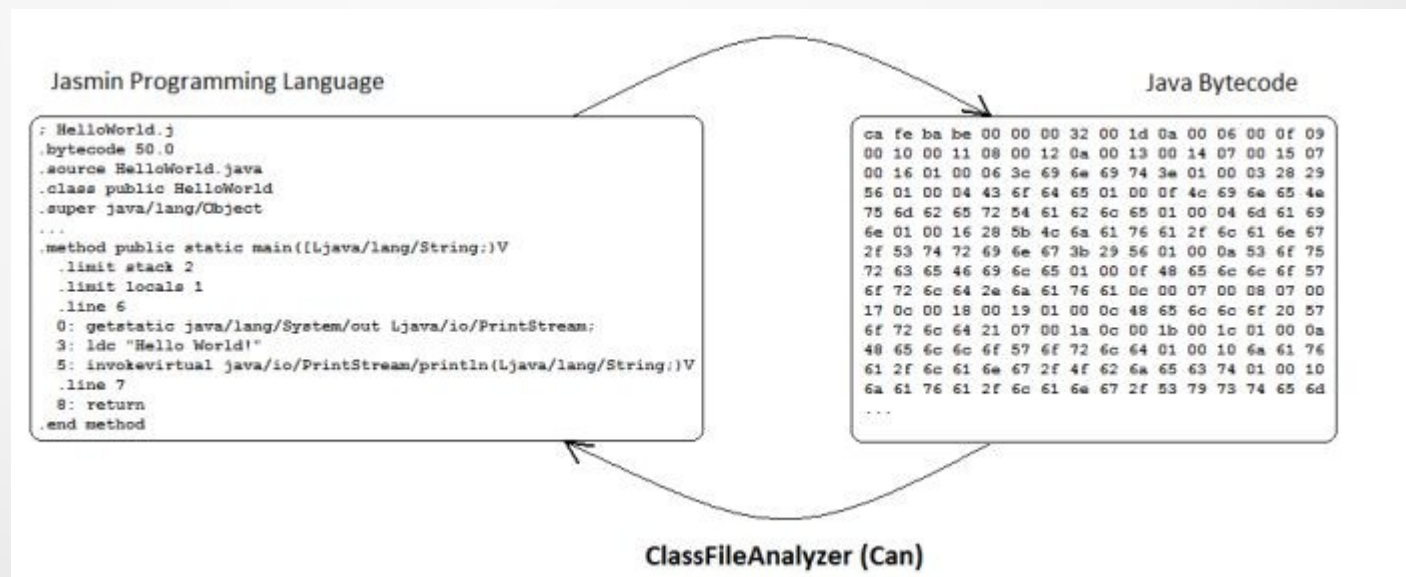 Jasmin Programming Language
; HelloWorld.j
.bytecode 50.0
.source HelloWorld.java
.class public HelloWorld
.super java/lang/Object
...
.method public static main([Ljava/lang/String;)V
.limit stack 2
.limit locals 1
.line 6
0: getstatic java/lang/System/out Ljava/io/PrintStream;
3: ldc "Hello World!"
5: invokevirtual java/io/PrintStream/println(Ljava/lang/String;)V
.line 7
8: return
.end method
Java Bytecode
ca fe ba be 00 00 00 32 00 1d 0a 00 06 00 0f 09
00 10 00 11 08 00 12 0a 00 13 00 14 07 00 15 07
00 16 01 00 06 3c 69 6e 69 74 3e 01 00 03 28 29
56 01 00 04 43 6f 64 65 01 00 0f 4c 69 6e 65 4e
75 6d 62 65 72 54 61 62 6c 65 01 00 04 6d 61 69
6e 01 00 16 28 5b 4c 6a 61 76 61 2f 6c 61 6e 67
2f 53 74 72 69 6e 67 3b 29 56 01 00 0a 53 6f 75
72 63 65 46 69 6c 65 01 00 0f 48 65 6c 6c 6f 57
6f 72 6c 64 2e 6a 61 76 61 0c 00 07 00 08 07 00
17 0c 00 18 00 19 01 00 0c 48 65 6c 6c 6f 20 57
6f 72 6c 64 21 07 00 1a 0c 00 1b 00 1c 01 00 0a
48 65 6c 6c 6f 57 6f 72 6c 64 01 00 10 6a 61 76
61 2f 6c 61 6e 67 2f 4f 62 6a 65 63 74 01 00 10
6a 61 76 61 2f 6c 61 6e 67 2f 53 79 73 74 65 6d
...
ClassFileAnalyzer (Can)